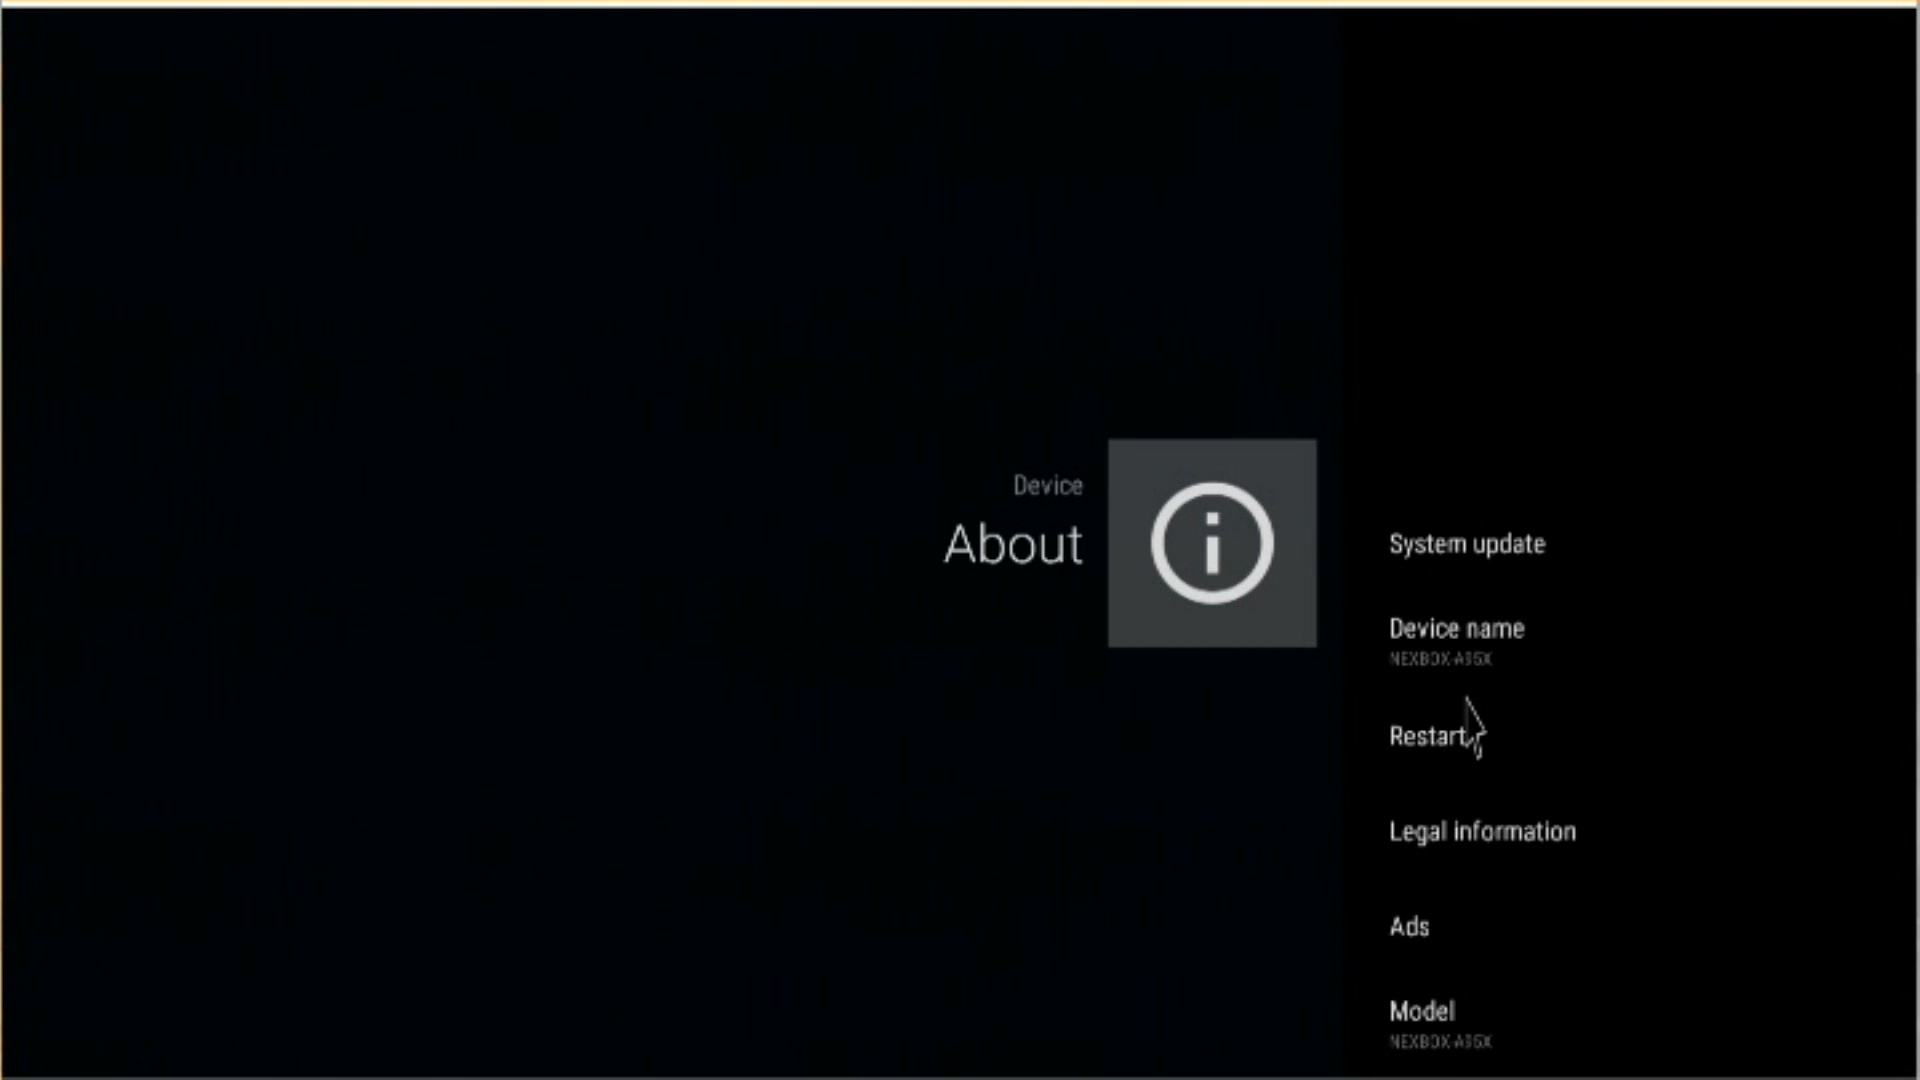 Device
About
System update
Device name
NEXBOX-A95X
Restart
Legal information
Ads
Model
NEXBOX-A95X